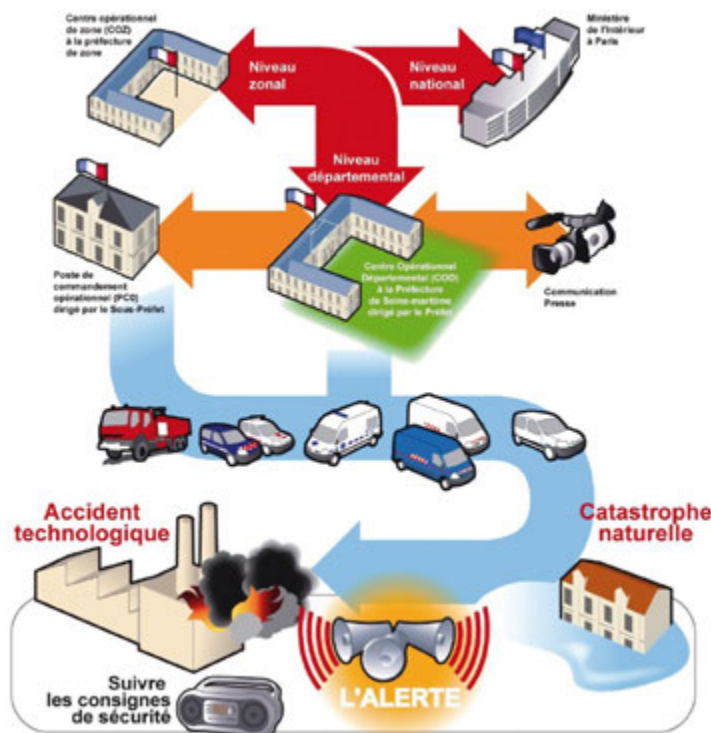 Centre opérationnel
de zone (COZ)
à la préfecture
de zone
Ministère
de l'Intérieur
à Paris
Niveau
zonal
Niveau
national
Niveau
départemental
Poste de
commandement
opérationnel (PC0)
dirigé par le Sous-Préfet
Centre Opérationnel
Départemental (COD)
à la Préfecture
de Seine-maritime
dirigé par le Préfet
Communication
Presse
Accident
technologique
Catastrophe
naturelle
Suivre
les consignes
de sécurité
L'ALERTE